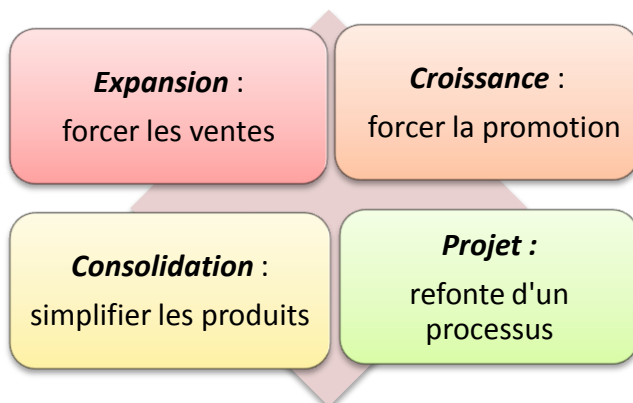 Expansion :
forcer les ventes
Croissance :
forcer la promotion
Consolidation :
simplifier les produits
Projet :
refonte d'un
processus